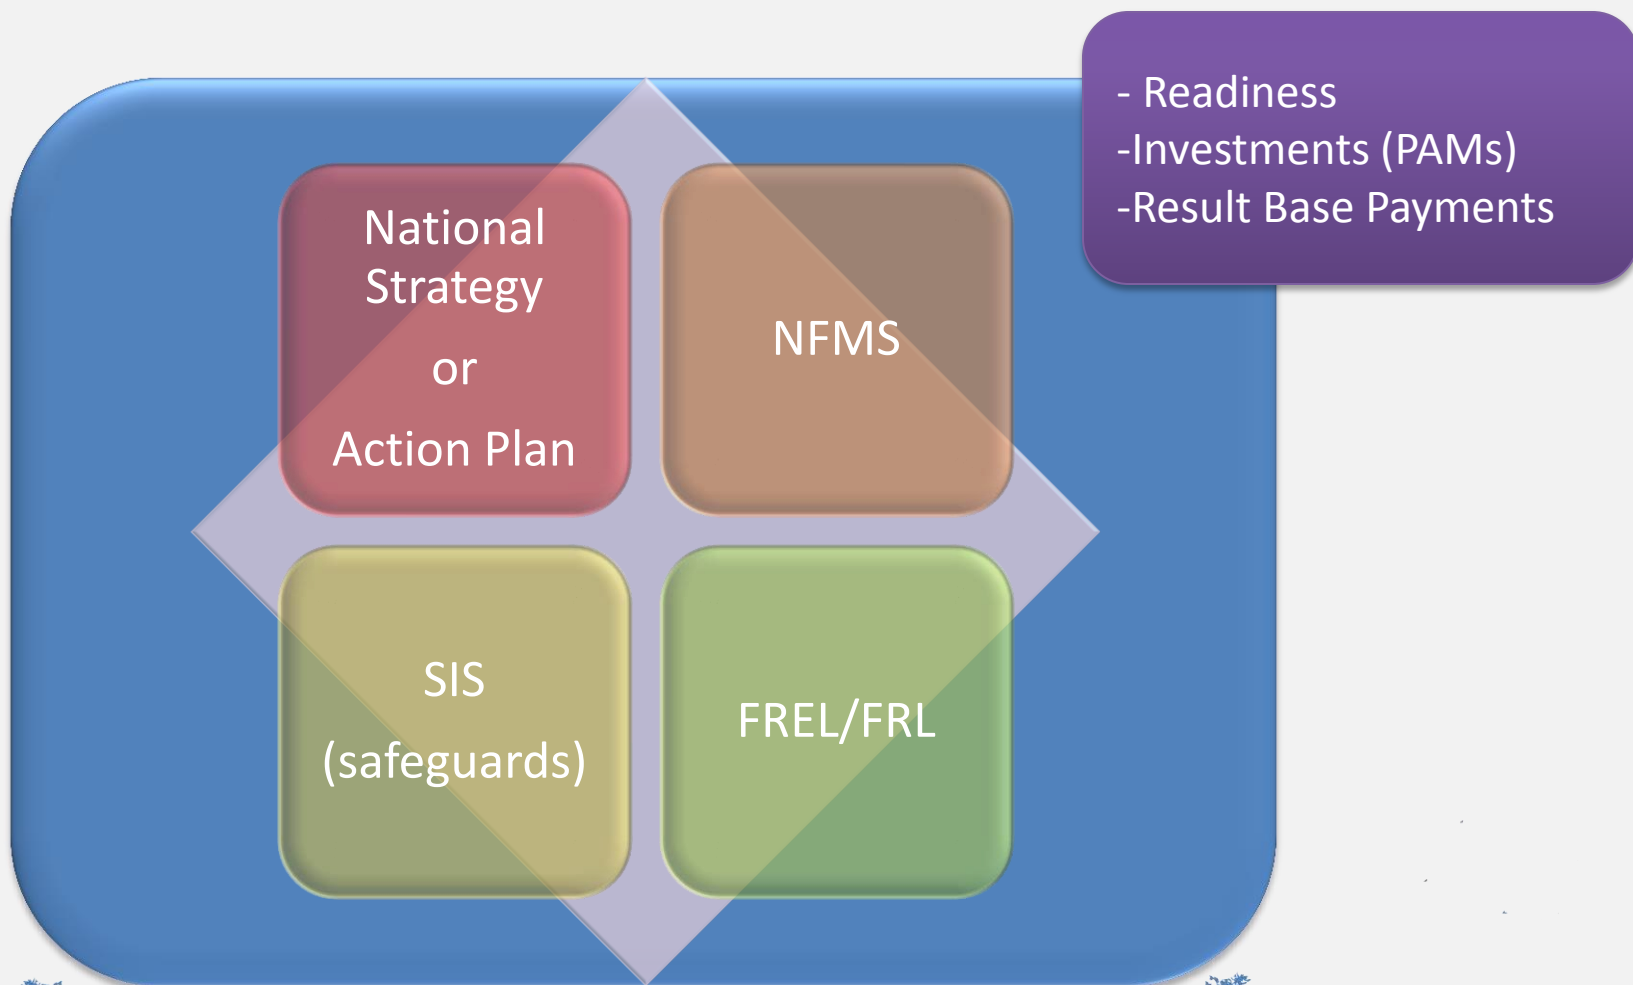 - Readiness
-Investments (PAMs)
-Result Base Payments
National
Strategy
or
Action Plan
NFMS
SIS
(safeguards)
FREL/FRL